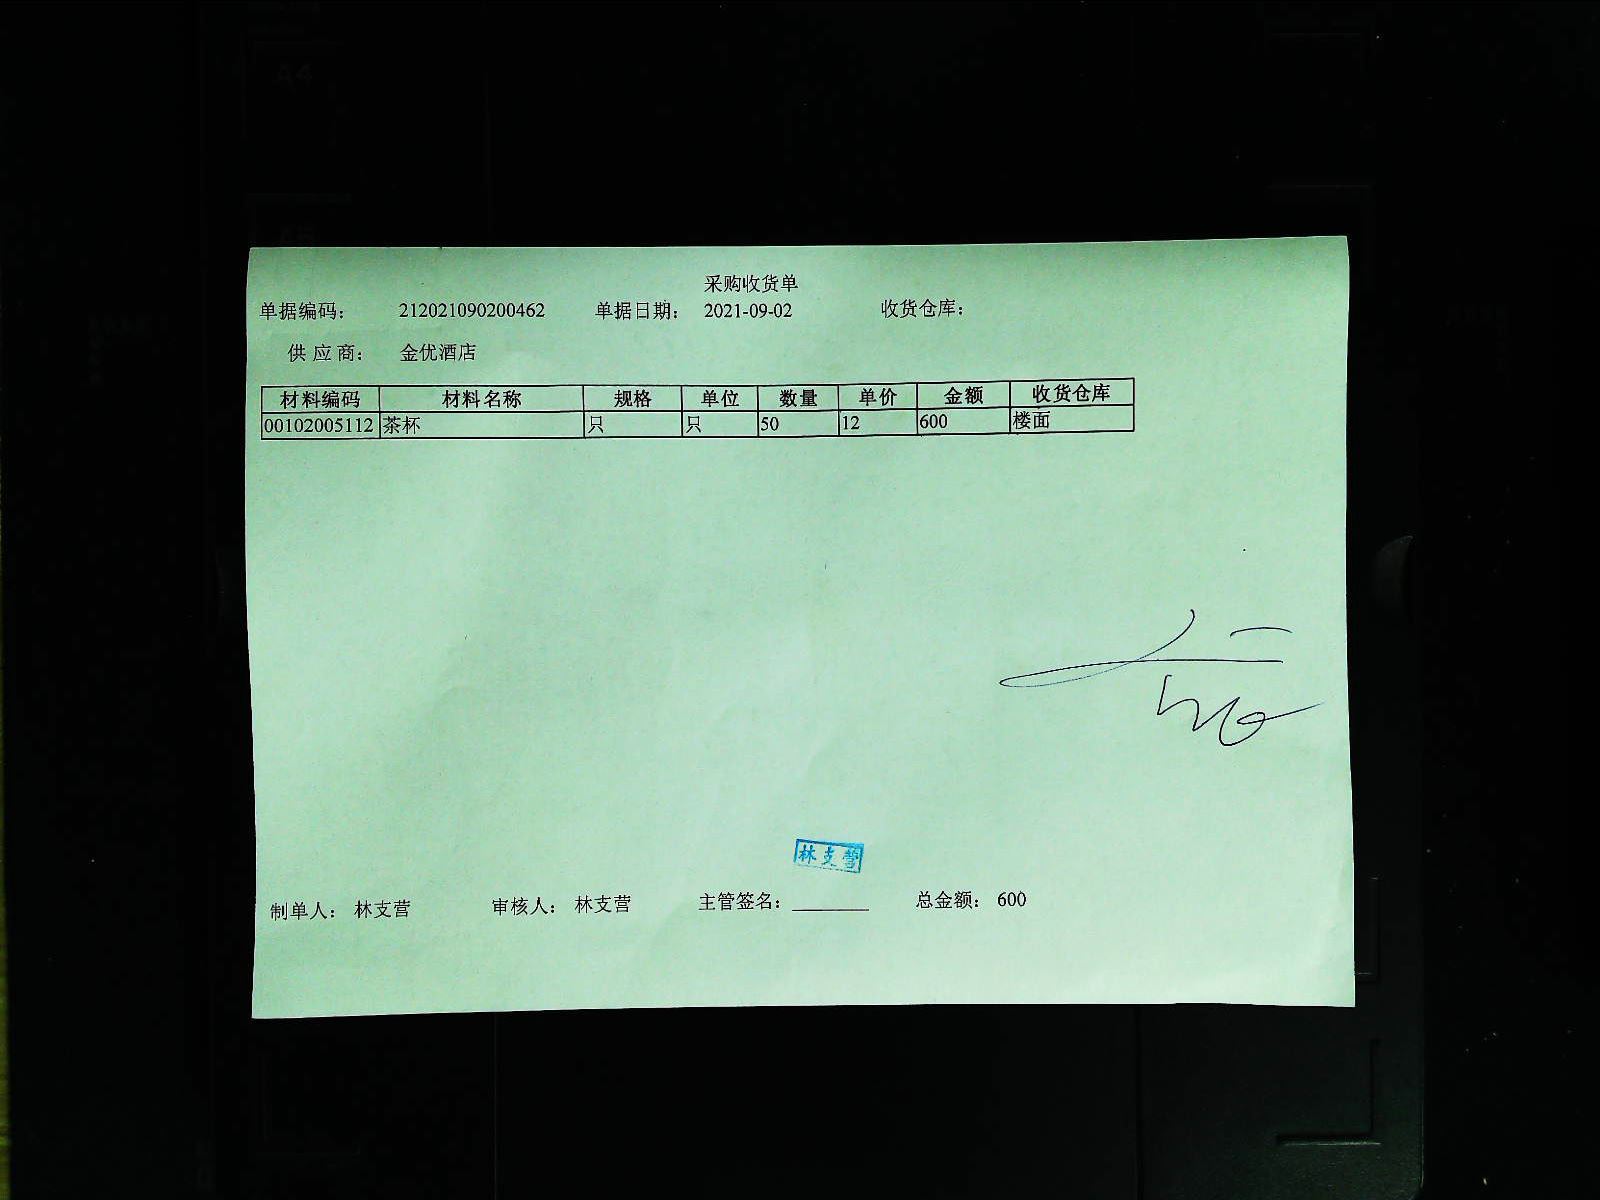 采购收货单
单据编码： 212021090200462 单据日期： 2021-09-02 收货仓库：
供应商： 金优酒店
材料编码 材料名称 规格 单位 数量 单价 金额 收货仓库
00102005112 茶杯 只 只 50 12 600 楼面
林支营
制单人： 林支营 审核人： 林支营 主管签名：________ 总金额： 600